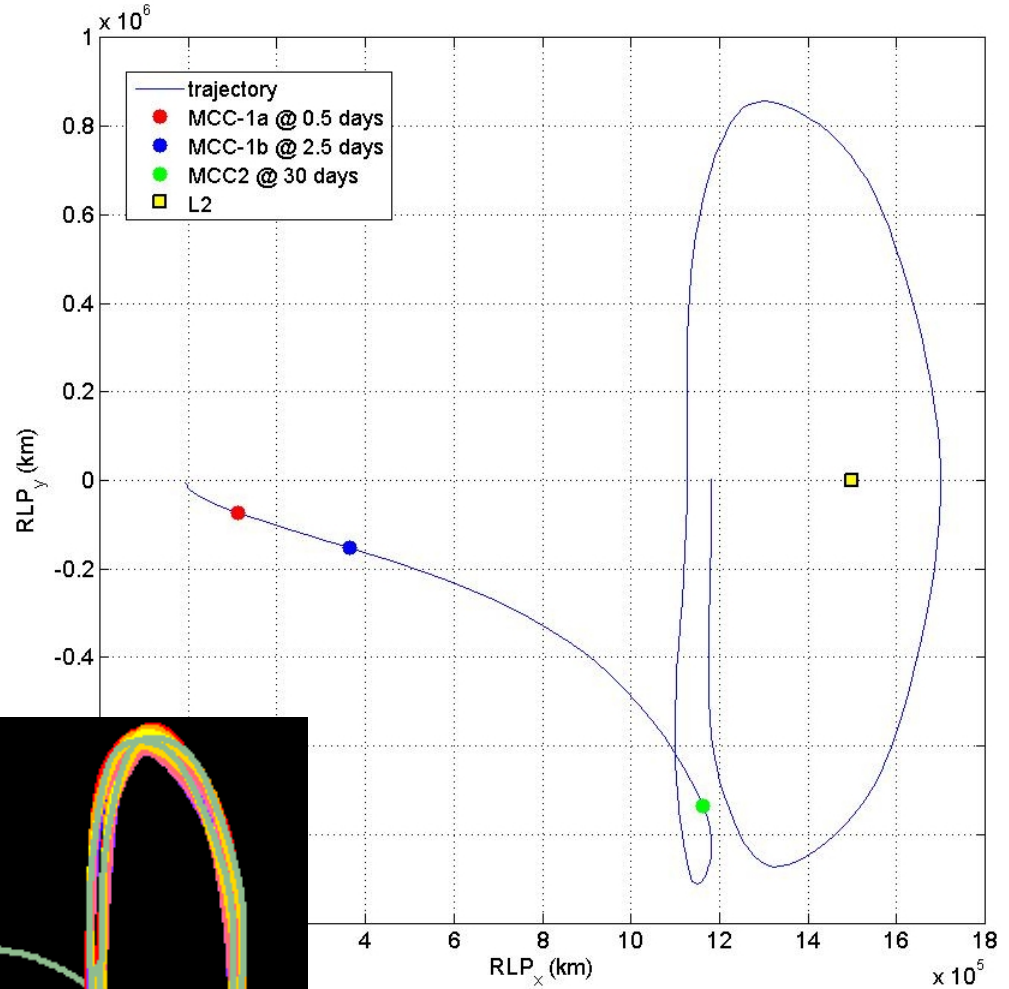 x 10^6
1
0.8
0.6
0.4
0.2
0
-0.2
-0.4
trajectory
MCC-1a @ 0.5 days
MCC-1b @ 2.5 days
MCC2 @ 30 days
L2
RLP_y (km)
4 6 8 10 12 14 16 18
RLP_x (km)
x 10^5